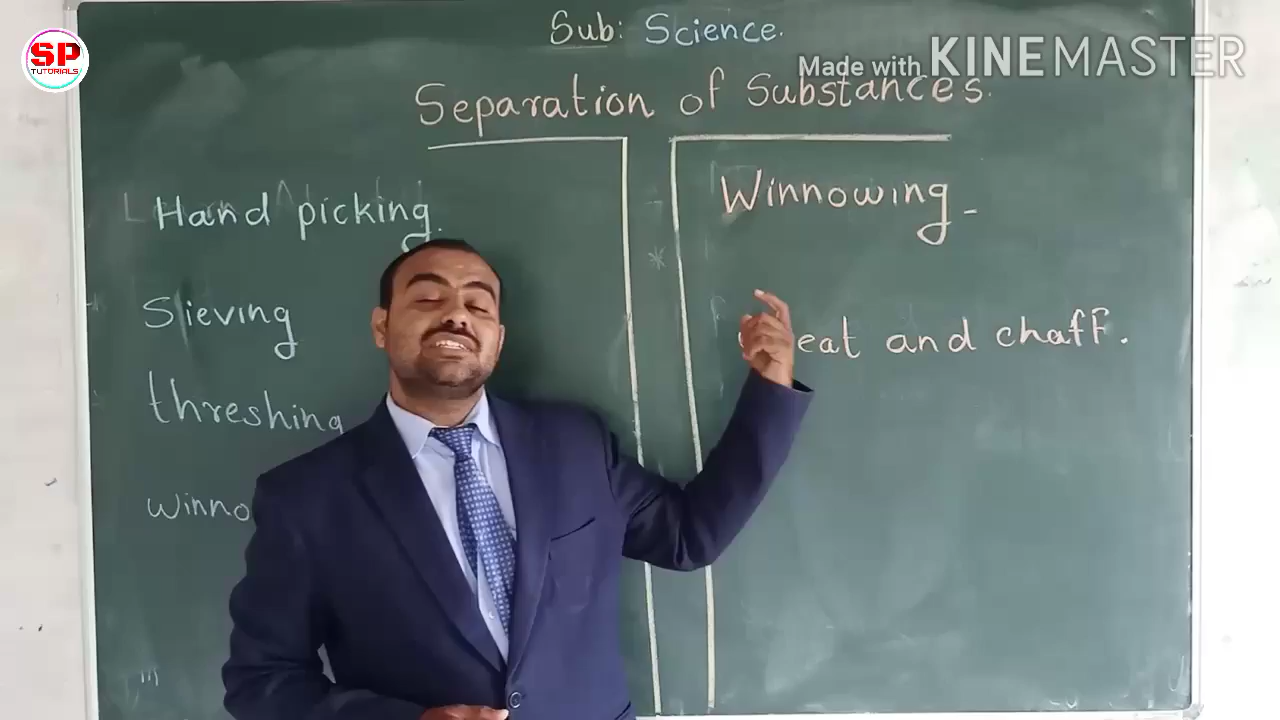 SP
TUTORIALS
Sub: Science.
Made with KINEMASTER
Separation of Substances.
Hand picking.
Sieving
threshing
winno
Winnowing -
eat and chaff.